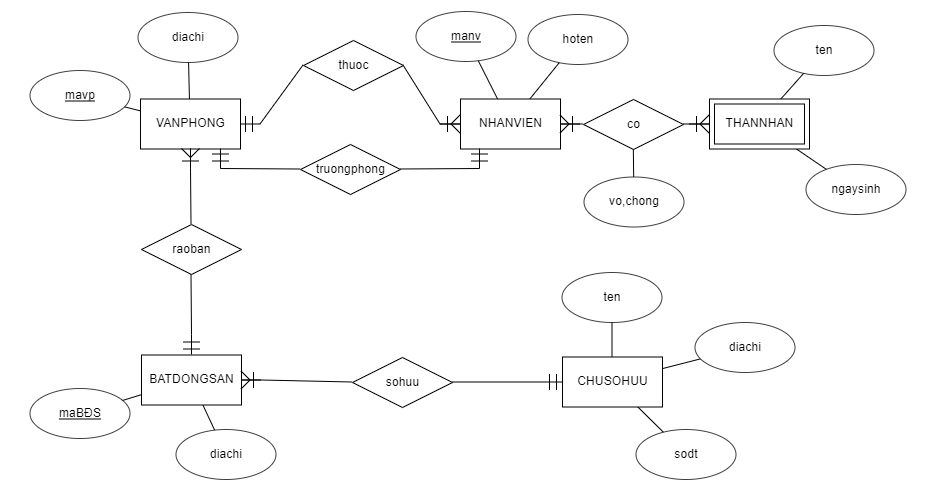 diachi
manv
hoten
ten
mavp
thuoc
VANPHONG
NHANVIEN
co
THANNHAN
truongphong
vo,chong
ngaysinh
raoban
ten
diachi
BATDONGSAN
sohuu
CHUSOHUU
maBĐS
diachi
sodt